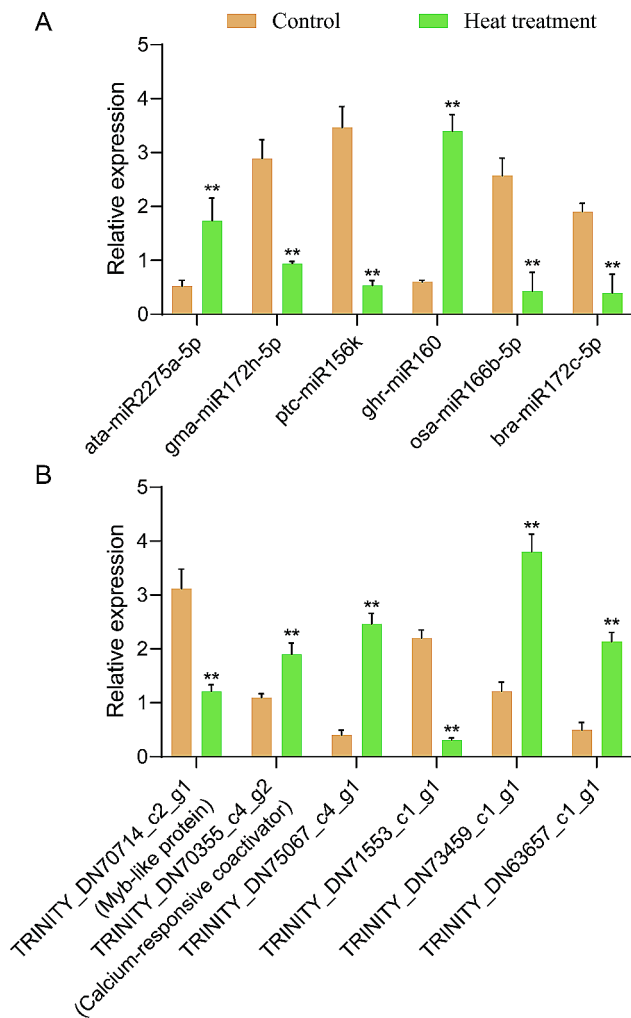 A
Control
Heat treatment
Relative expression
5
4
3
2
1
0
**
**
**
**
**
**
ata-miR2275a-5p
gma-miR172h-5p
ptc-miR156k
ghr-miR160
osa-miR166b-5p
bra-miR172c-5p
B
Relative expression
5
4
3
2
1
0
**
**
**
**
**
**
TRINITY_DN70714_c2_g1
(Myb-like protein)
TRINITY_DN70355_c4_g2
(Calcium-responsive coactivator)
TRINITY_DN75067_c4_g1
TRINITY_DN71553_c1_g1
TRINITY_DN73459_c1_g1
TRINITY_DN63657_c1_g1